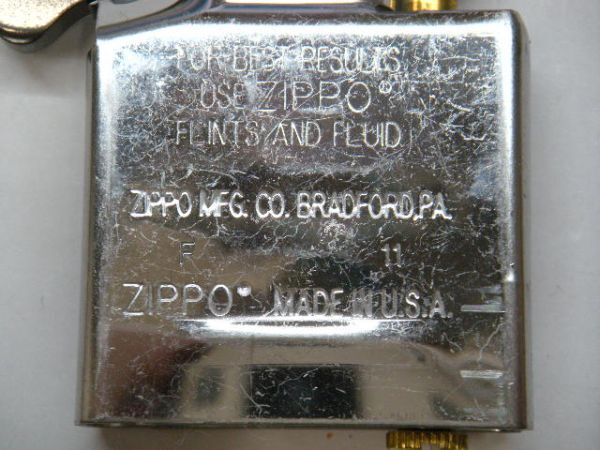 FOR BEST RESULTS
USE ZIPPO®
FLINTS AND FLUID
ZIPPO MFG. CO. BRADFORD, PA.
F 11
ZIPPO® MADE IN U.S.A.